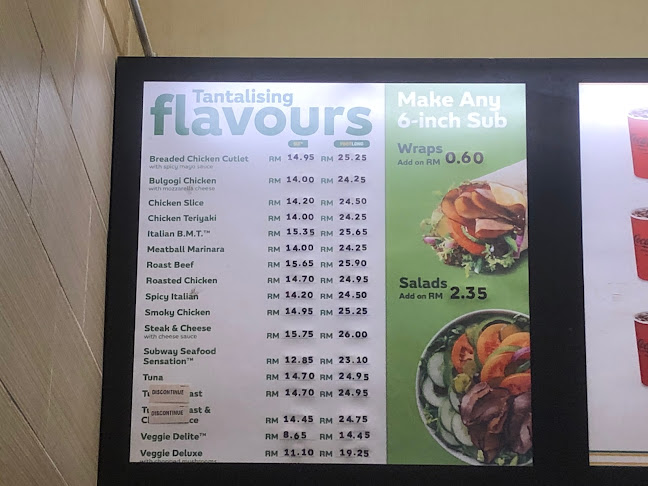 Tantalising
flavours
6" FOOTLONG
Breaded Chicken Cutlet RM 14.95 RM 25.25
with spicy mayo sauce
Bulgogi Chicken RM 14.00 RM 24.25
with mozzarella cheese
Chicken Slice RM 14.20 RM 24.50
Chicken Teriyaki RM 14.00 RM 24.25
Italian B.M.T.™ RM 15.35 RM 25.65
Meatball Marinara RM 14.00 RM 24.25
Roast Beef RM 15.65 RM 25.90
Roasted Chicken RM 14.70 RM 24.95
Spicy Italian RM 14.20 RM 24.50
Smoky Chicken RM 14.95 RM 25.25
Steak & Cheese RM 15.75 RM 26.00
with cheese sauce
Subway Seafood
Sensation™ RM 12.85 RM 23.10
Tuna RM 14.70 RM 24.95
DISCONTINUE RM 14.70 RM 24.95
&
DISCONTINUE RM 14.45 RM 24.75
Veggie Delite™ RM 8.65 RM 14.45
Veggie Deluxe RM 11.10 RM 19.25
with chopped mushrooms
Make Any
6-inch Sub
Wraps
Add on RM 0.60
Salads
Add on RM 2.35